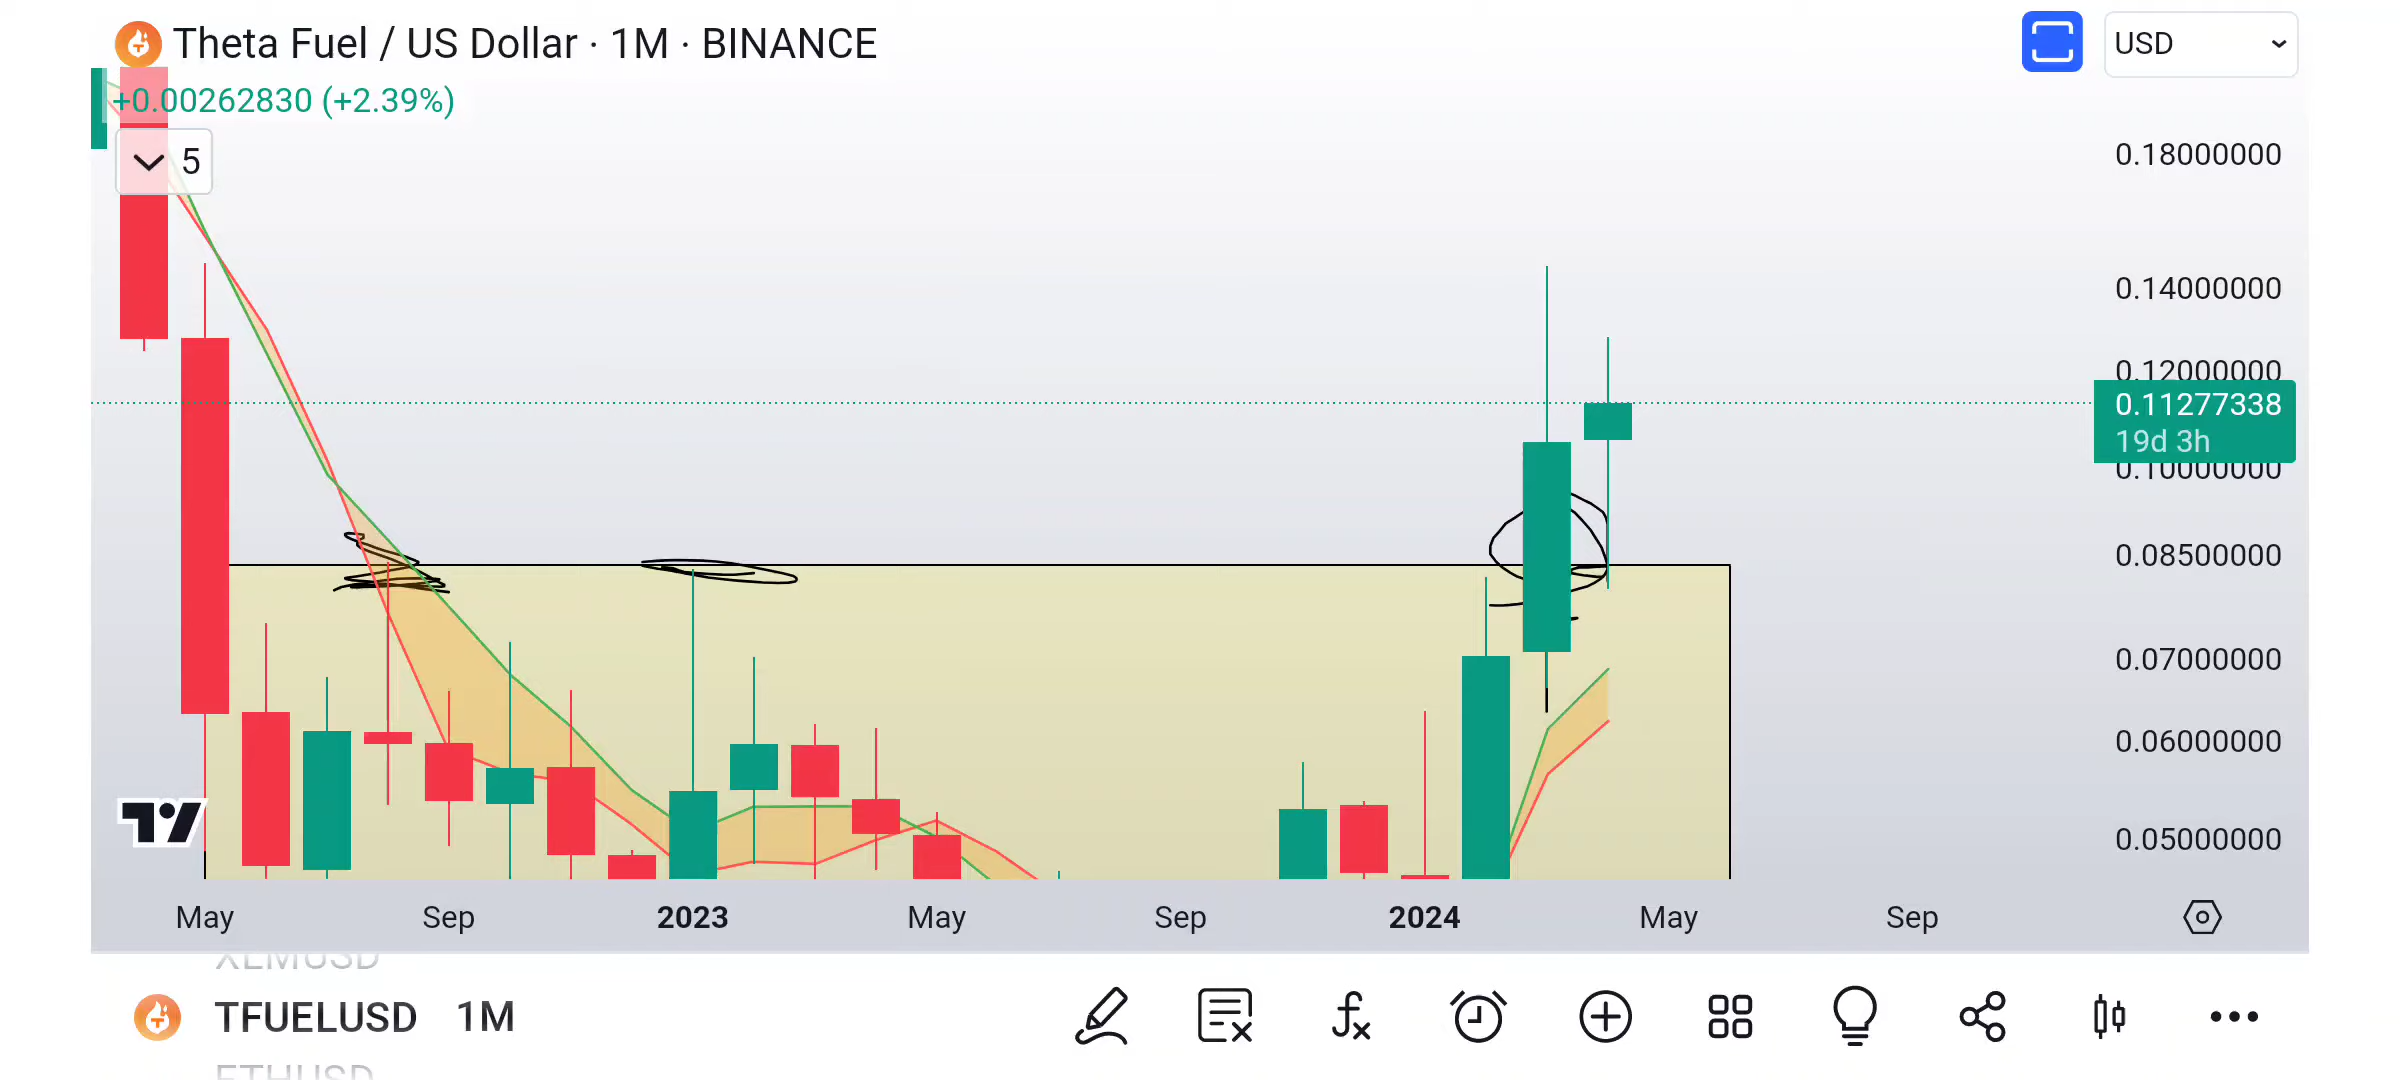 Theta Fuel / US Dollar · 1M · BINANCE
USD
+0.00262830 (+2.39%)
5
0.18000000
0.14000000
0.12000000
0.11277338
19d 3h
0.10000000
0.08500000
0.07000000
0.06000000
0.05000000
May Sep 2023 May Sep 2024 May Sep
XLMUSD
TFUELUSD 1M
ETHUSD